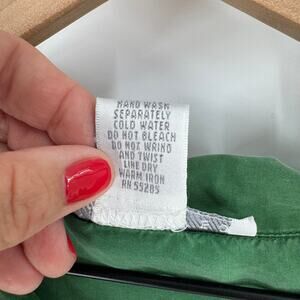 HAND WASH
SEPARATELY
COLD WATER
DO NOT BLEACH
DO NOT WRING
AND TWIST
LINE DRY
WARM IRON
RN 55285